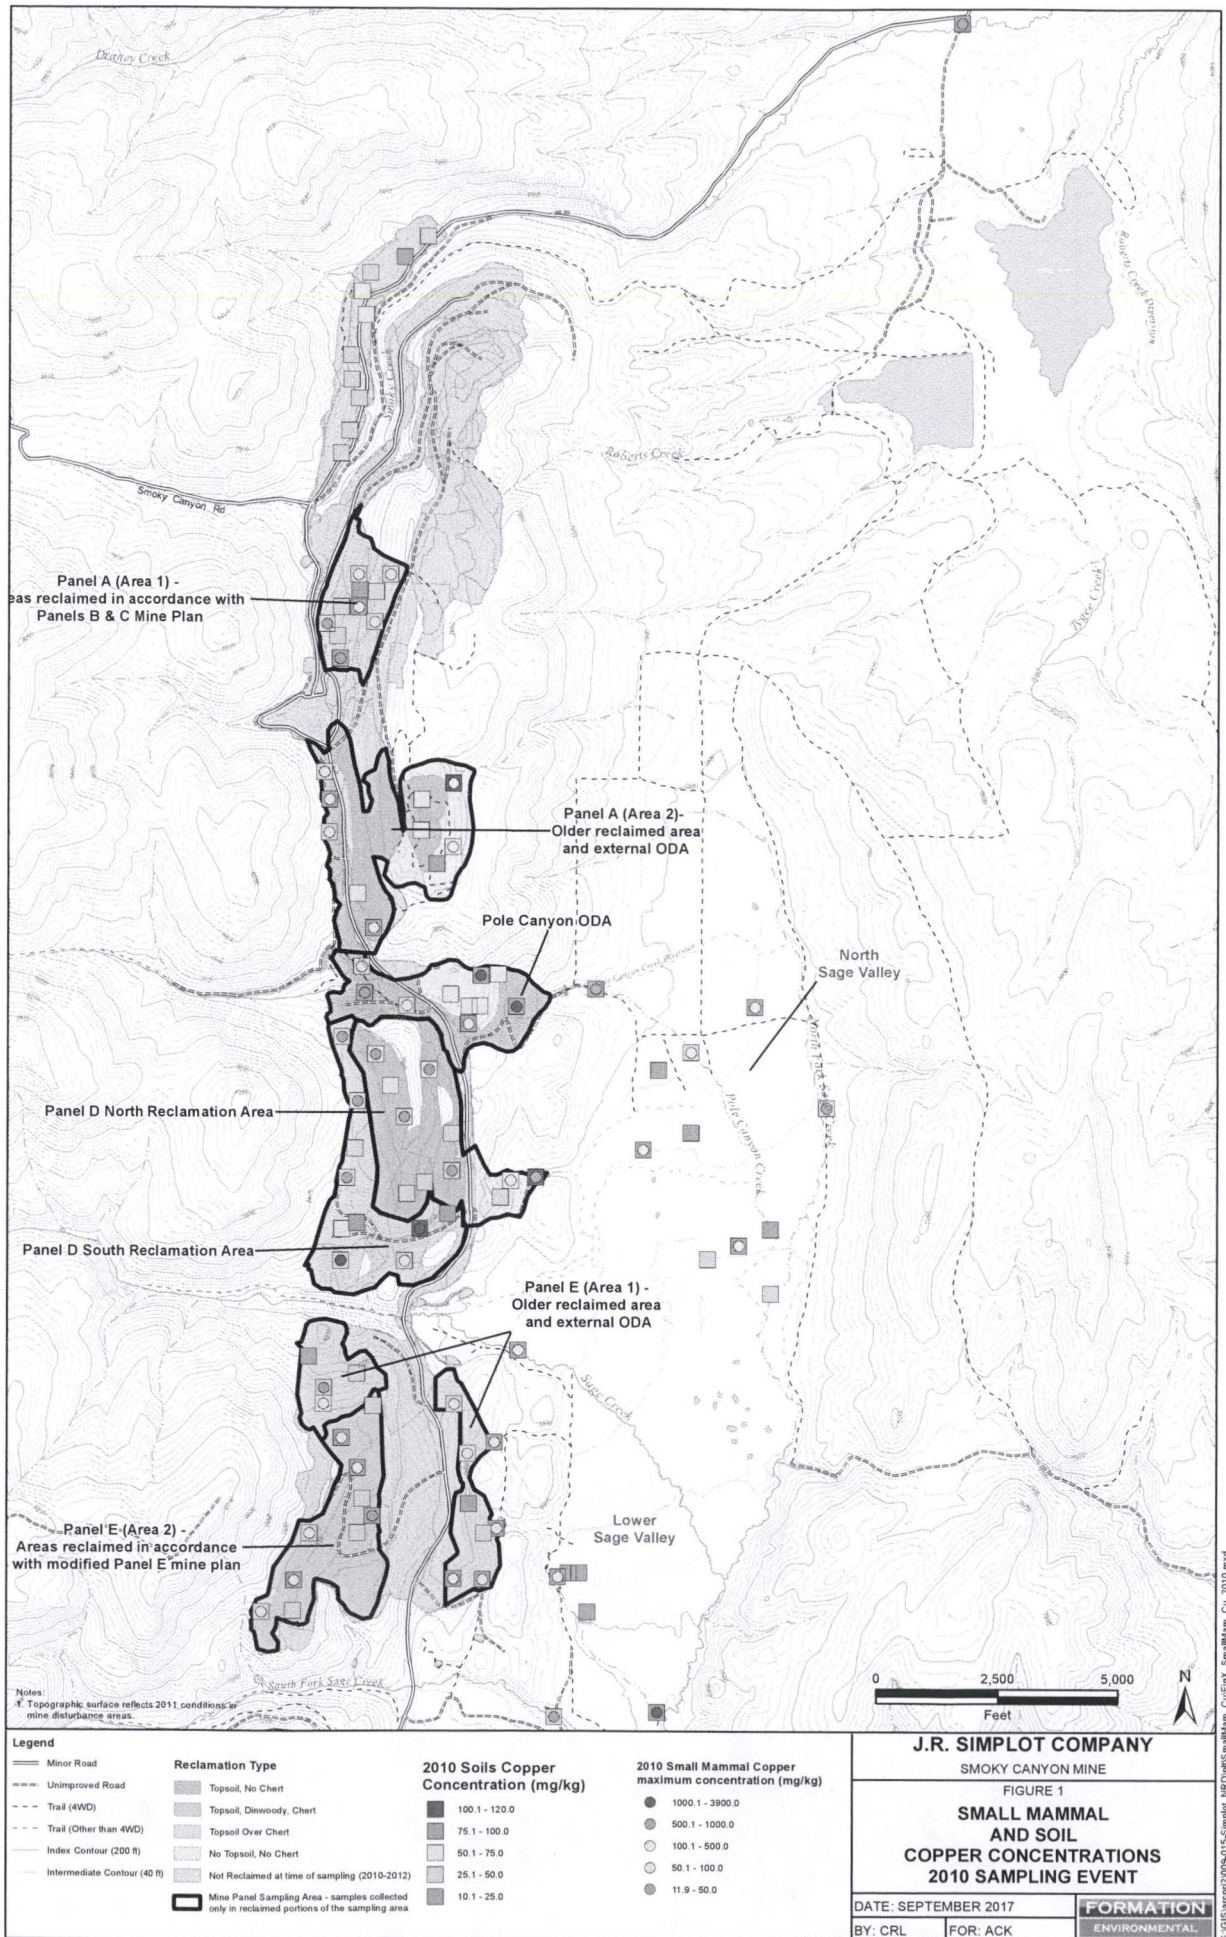 Draney Creek
Smoky Creek
Roberts Creek Diversion
Roberts Creek
Smoky Canyon Rd
Tygee Creek
Panel A (Area 1) -
eas reclaimed in accordance with
Panels B & C Mine Plan
Panel A (Area 2)-
Older reclaimed area
and external ODA
Pole Canyon ODA
Canyon Creek Diversion
North
Sage Valley
Pole Canyon Creek
Panel D North Reclamation Area
Panel D South Reclamation Area
Panel E (Area 1) -
Older reclaimed area
and external ODA
Sage Creek
Panel E (Area 2) -
Areas reclaimed in accordance
with modified Panel E mine plan
Lower
Sage Valley
South Fork Sage Creek
Notes:
1. Topographic surface reflects 2011 conditions in
mine disturbance areas.
0 2,500 5,000
Feet
N
Legend
Minor Road
Unimproved Road
Trail (4WD)
Trail (Other than 4WD)
Index Contour (200 ft)
Intermediate Contour (40 ft)
Reclamation Type
Topsoil, No Chert
Topsoil, Dinwoody, Chert
Topsoil Over Chert
No Topsoil, No Chert
Not Reclaimed at time of sampling (2010-2012)
Mine Panel Sampling Area - samples collected
only in reclaimed portions of the sampling area
2010 Soils Copper
Concentration (mg/kg)
100.1 - 120.0
75.1 - 100.0
50.1 - 75.0
25.1 - 50.0
10.1 - 25.0
2010 Small Mammal Copper
maximum concentration (mg/kg)
1000.1 - 3900.0
500.1 - 1000.0
100.1 - 500.0
50.1 - 100.0
11.9 - 50.0
J.R. SIMPLOT COMPANY
SMOKY CANYON MINE
FIGURE 1
SMALL MAMMAL
AND SOIL
COPPER CONCENTRATIONS
2010 SAMPLING EVENT
DATE: SEPTEMBER 2017
BY: CRL FOR: ACK
FORMATION
ENVIRONMENTAL